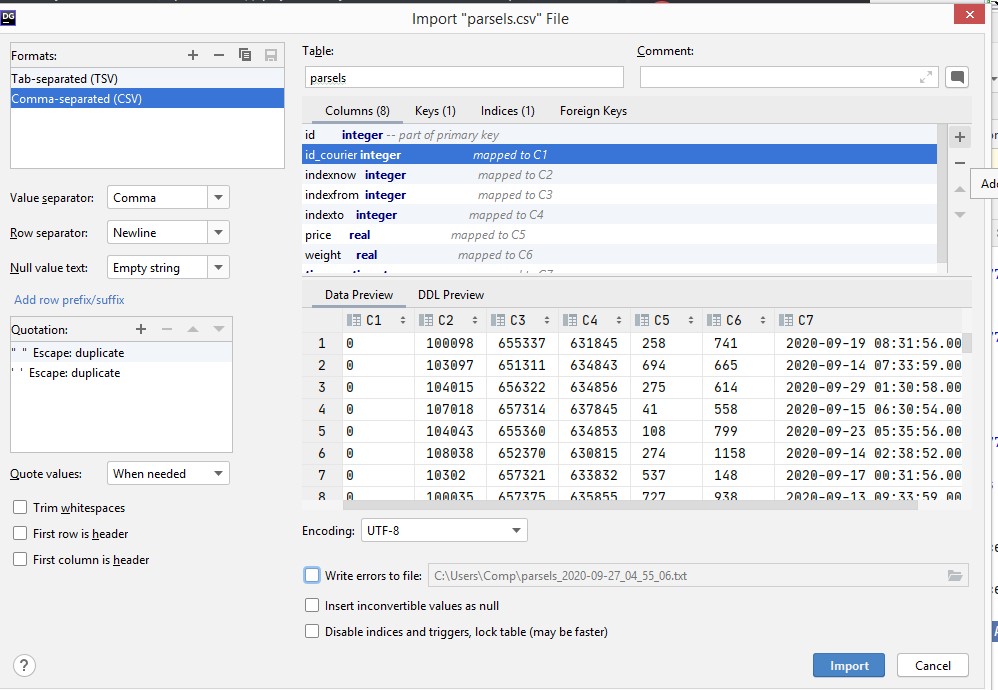 DG
Import "parsels.csv" File
Formats:
Tab-separated (TSV)
Comma-separated (CSV)
Value separator: Comma
Row separator: Newline
Null value text: Empty string
Add row prefix/suffix
Quotation:
" " Escape: duplicate
' ' Escape: duplicate
Quote values: When needed
Trim whitespaces
First row is header
First column is header
Table:
parsels
Comment:
Columns (8) Keys (1) Indices (1) Foreign Keys
id integer -- part of primary key
id_courier integer mapped to C1
indexnow integer mapped to C2
indexfrom integer mapped to C3
indexto integer mapped to C4
price real mapped to C5
weight real mapped to C6
Data Preview DDL Preview
C1 C2 C3 C4 C5 C6 C7
1 0 100098 655337 631845 258 741 2020-09-19 08:31:56.00
2 0 103097 651311 634843 694 665 2020-09-14 07:33:59.00
3 0 104015 656322 634856 275 614 2020-09-29 01:30:58.00
4 0 107018 657314 637845 41 558 2020-09-15 06:30:54.00
5 0 104043 655360 634853 108 799 2020-09-23 05:35:56.00
6 0 108038 652370 630815 274 1158 2020-09-14 02:38:52.00
7 0 10302 657321 633832 537 148 2020-09-17 00:31:56.00
8 0 100035 657375 635855 727 938 2020-09-13 09:33:59.00
Encoding: UTF-8
Write errors to file: C:\Users\Comp\parsels_2020-09-27_04_55_06.txt
Insert inconvertible values as null
Disable indices and triggers, lock table (may be faster)
? Import Cancel